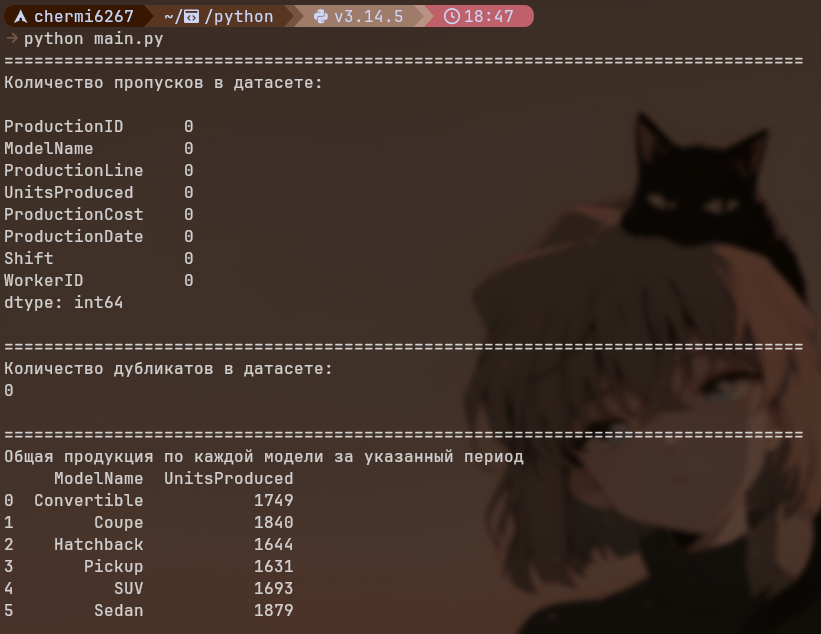 chermi6267 ~/ /python v3.14.5 18:47
→ python main.py
================================================================================
Количество пропусков в датасете:
ProductionID      0
ModelName         0
ProductionLine    0
UnitsProduced     0
ProductionCost    0
ProductionDate    0
Shift             0
WorkerID          0
dtype: int64
================================================================================
Количество дубликатов в датасете:
0
================================================================================
Общая продукция по каждой модели за указанный период
     ModelName  UnitsProduced
0  Convertible           1749
1        Coupe           1840
2    Hatchback           1644
3       Pickup           1631
4          SUV           1693
5        Sedan           1879